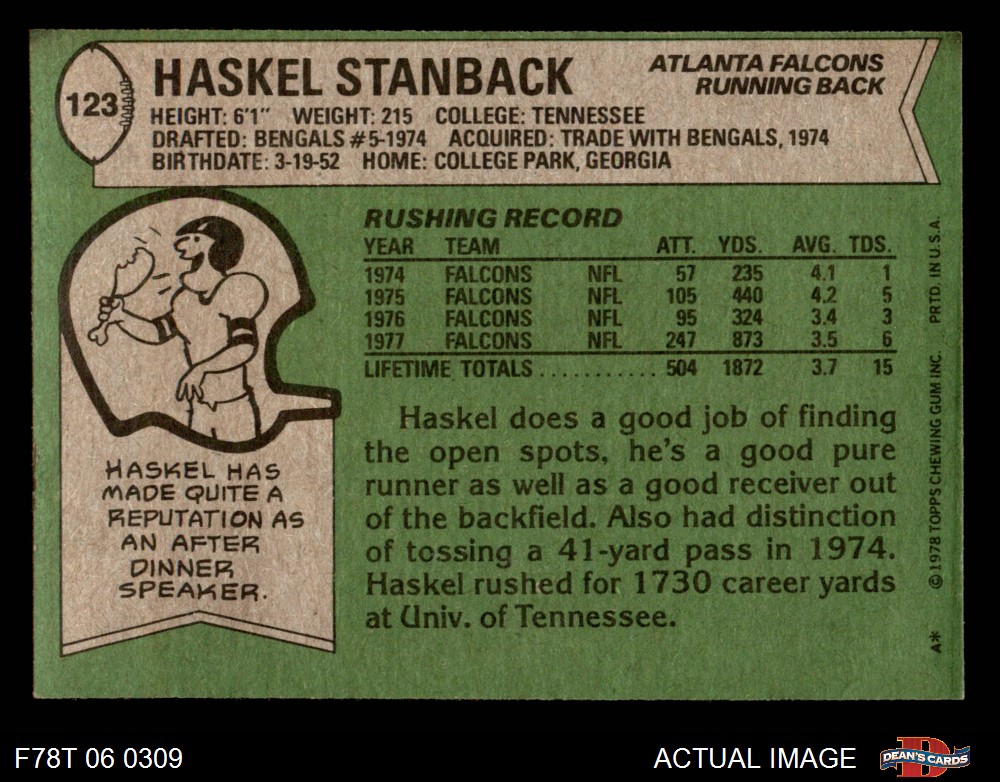 123
HASKEL STANBACK
ATLANTA FALCONS
RUNNING BACK
HEIGHT: 6'1" WEIGHT: 215 COLLEGE: TENNESSEE
DRAFTED: BENGALS #5-1974 ACQUIRED: TRADE WITH BENGALS, 1974
BIRTHDATE: 3-19-52 HOME: COLLEGE PARK, GEORGIA
RUSHING RECORD
YEAR TEAM ATT. YDS. AVG. TDS.
1974 FALCONS NFL 57 235 4.1 1
1975 FALCONS NFL 105 440 4.2 5
1976 FALCONS NFL 95 324 3.4 3
1977 FALCONS NFL 247 873 3.5 6
LIFETIME TOTALS . . . . . . . . . . . 504 1872 3.7 15
Haskel does a good job of finding
the open spots, he's a good pure
runner as well as a good receiver out
of the backfield. Also had distinction
of tossing a 41-yard pass in 1974.
Haskel rushed for 1730 career yards
at Univ. of Tennessee.
HASKEL HAS
MADE QUITE A
REPUTATION AS
AN AFTER
DINNER
SPEAKER.
A* ©1978 TOPPS CHEWING GUM INC. PRTD. IN U.S.A.
F78T 06 0309
ACTUAL IMAGE
D
DEAN'S CARDS